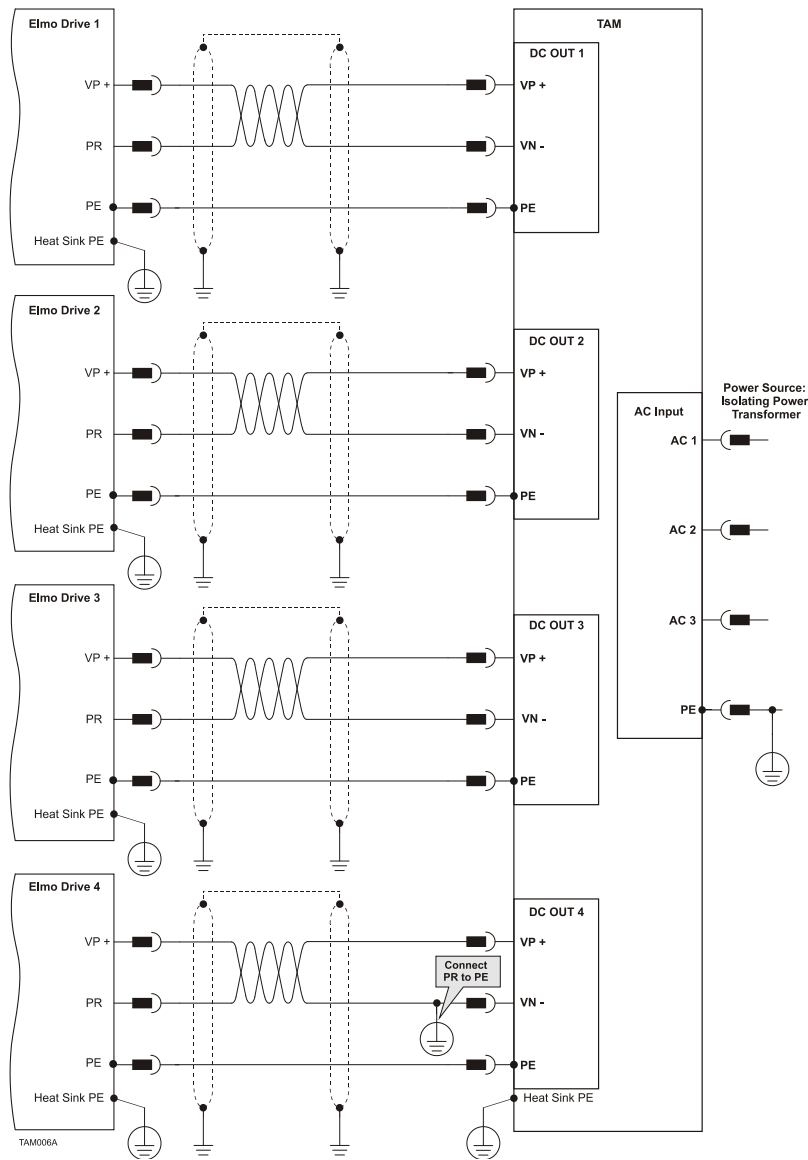 Elmo Drive 1
VP +
PR
PE
Heat Sink PE
TAM
DC OUT 1
VP +
VN -
PE
Elmo Drive 2
VP +
PR
PE
Heat Sink PE
DC OUT 2
VP +
VN -
PE
AC Input
AC 1
AC 2
AC 3
PE
Power Source:
Isolating Power
Transformer
Elmo Drive 3
VP +
PR
PE
Heat Sink PE
DC OUT 3
VP +
VN -
PE
Elmo Drive 4
VP +
PR
PE
Heat Sink PE
Connect
PR to PE
DC OUT 4
VP +
VN -
PE
Heat Sink PE
TAM006A